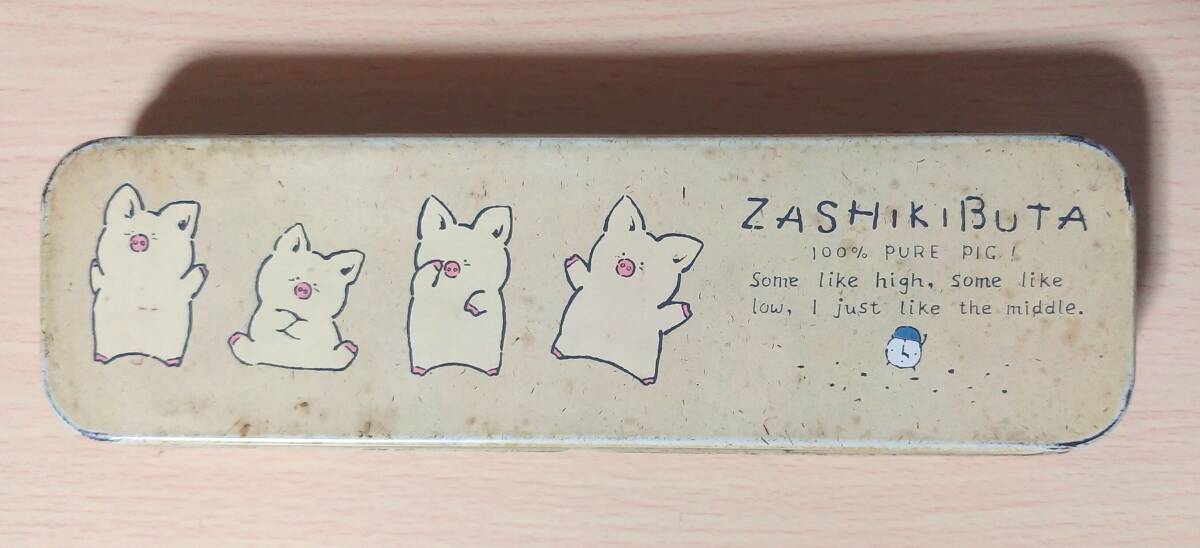 ZASHIKIBUTA
100% PURE PIG!
Some like high, some like
low, I just like the middle.